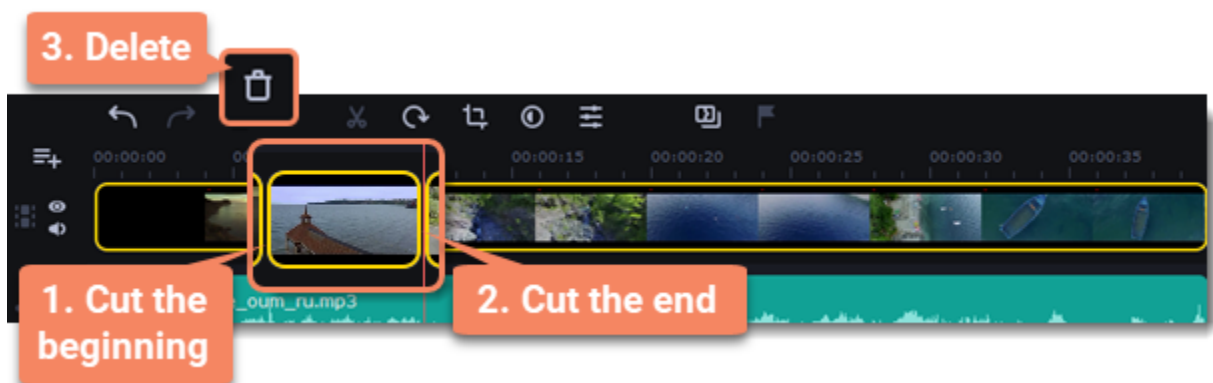 3. Delete
00:00:00
00:00:15
00:00:20
00:00:25
00:00:30
00:00:35
1. Cut the
beginning
2. Cut the end
_oum_ru.mp3